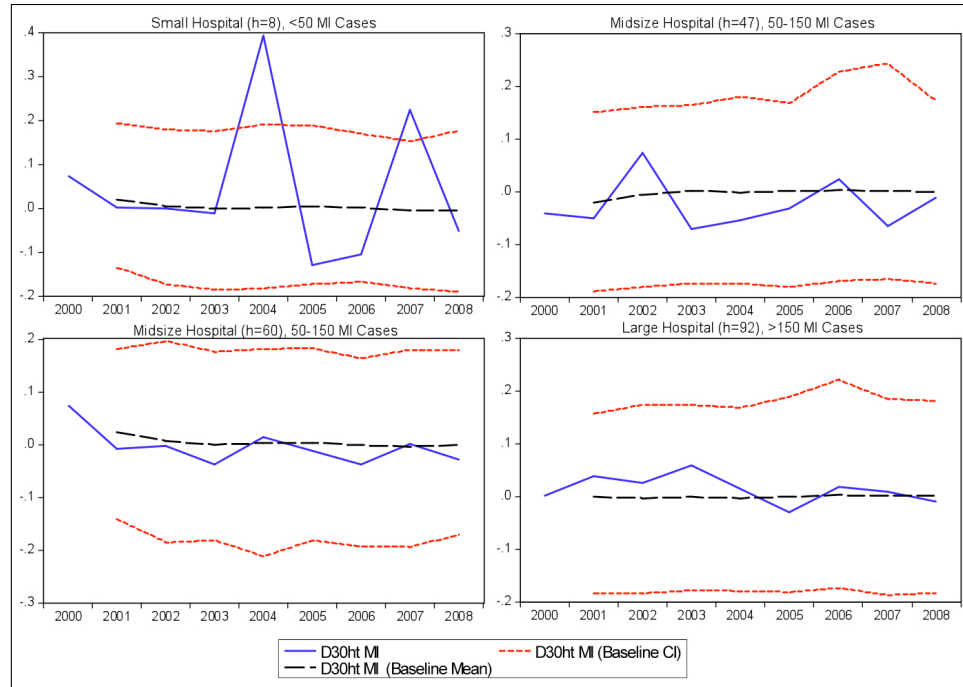 Small Hospital (h=8), <50 MI Cases
.4
.3
.2
.1
.0
-.1
-.2
2000 2001 2002 2003 2004 2005 2006 2007 2008
Midsize Hospital (h=47), 50-150 MI Cases
.3
.2
.1
.0
-.1
-.2
2000 2001 2002 2003 2004 2005 2006 2007 2008
Midsize Hospital (h=60), 50-150 MI Cases
.2
.1
.0
-.1
-.2
-.3
2000 2001 2002 2003 2004 2005 2006 2007 2008
Large Hospital (h=92), >150 MI Cases
.3
.2
.1
.0
-.1
-.2
2000 2001 2002 2003 2004 2005 2006 2007 2008
D30ht MI
D30ht MI (Baseline CI)
D30ht MI (Baseline Mean)